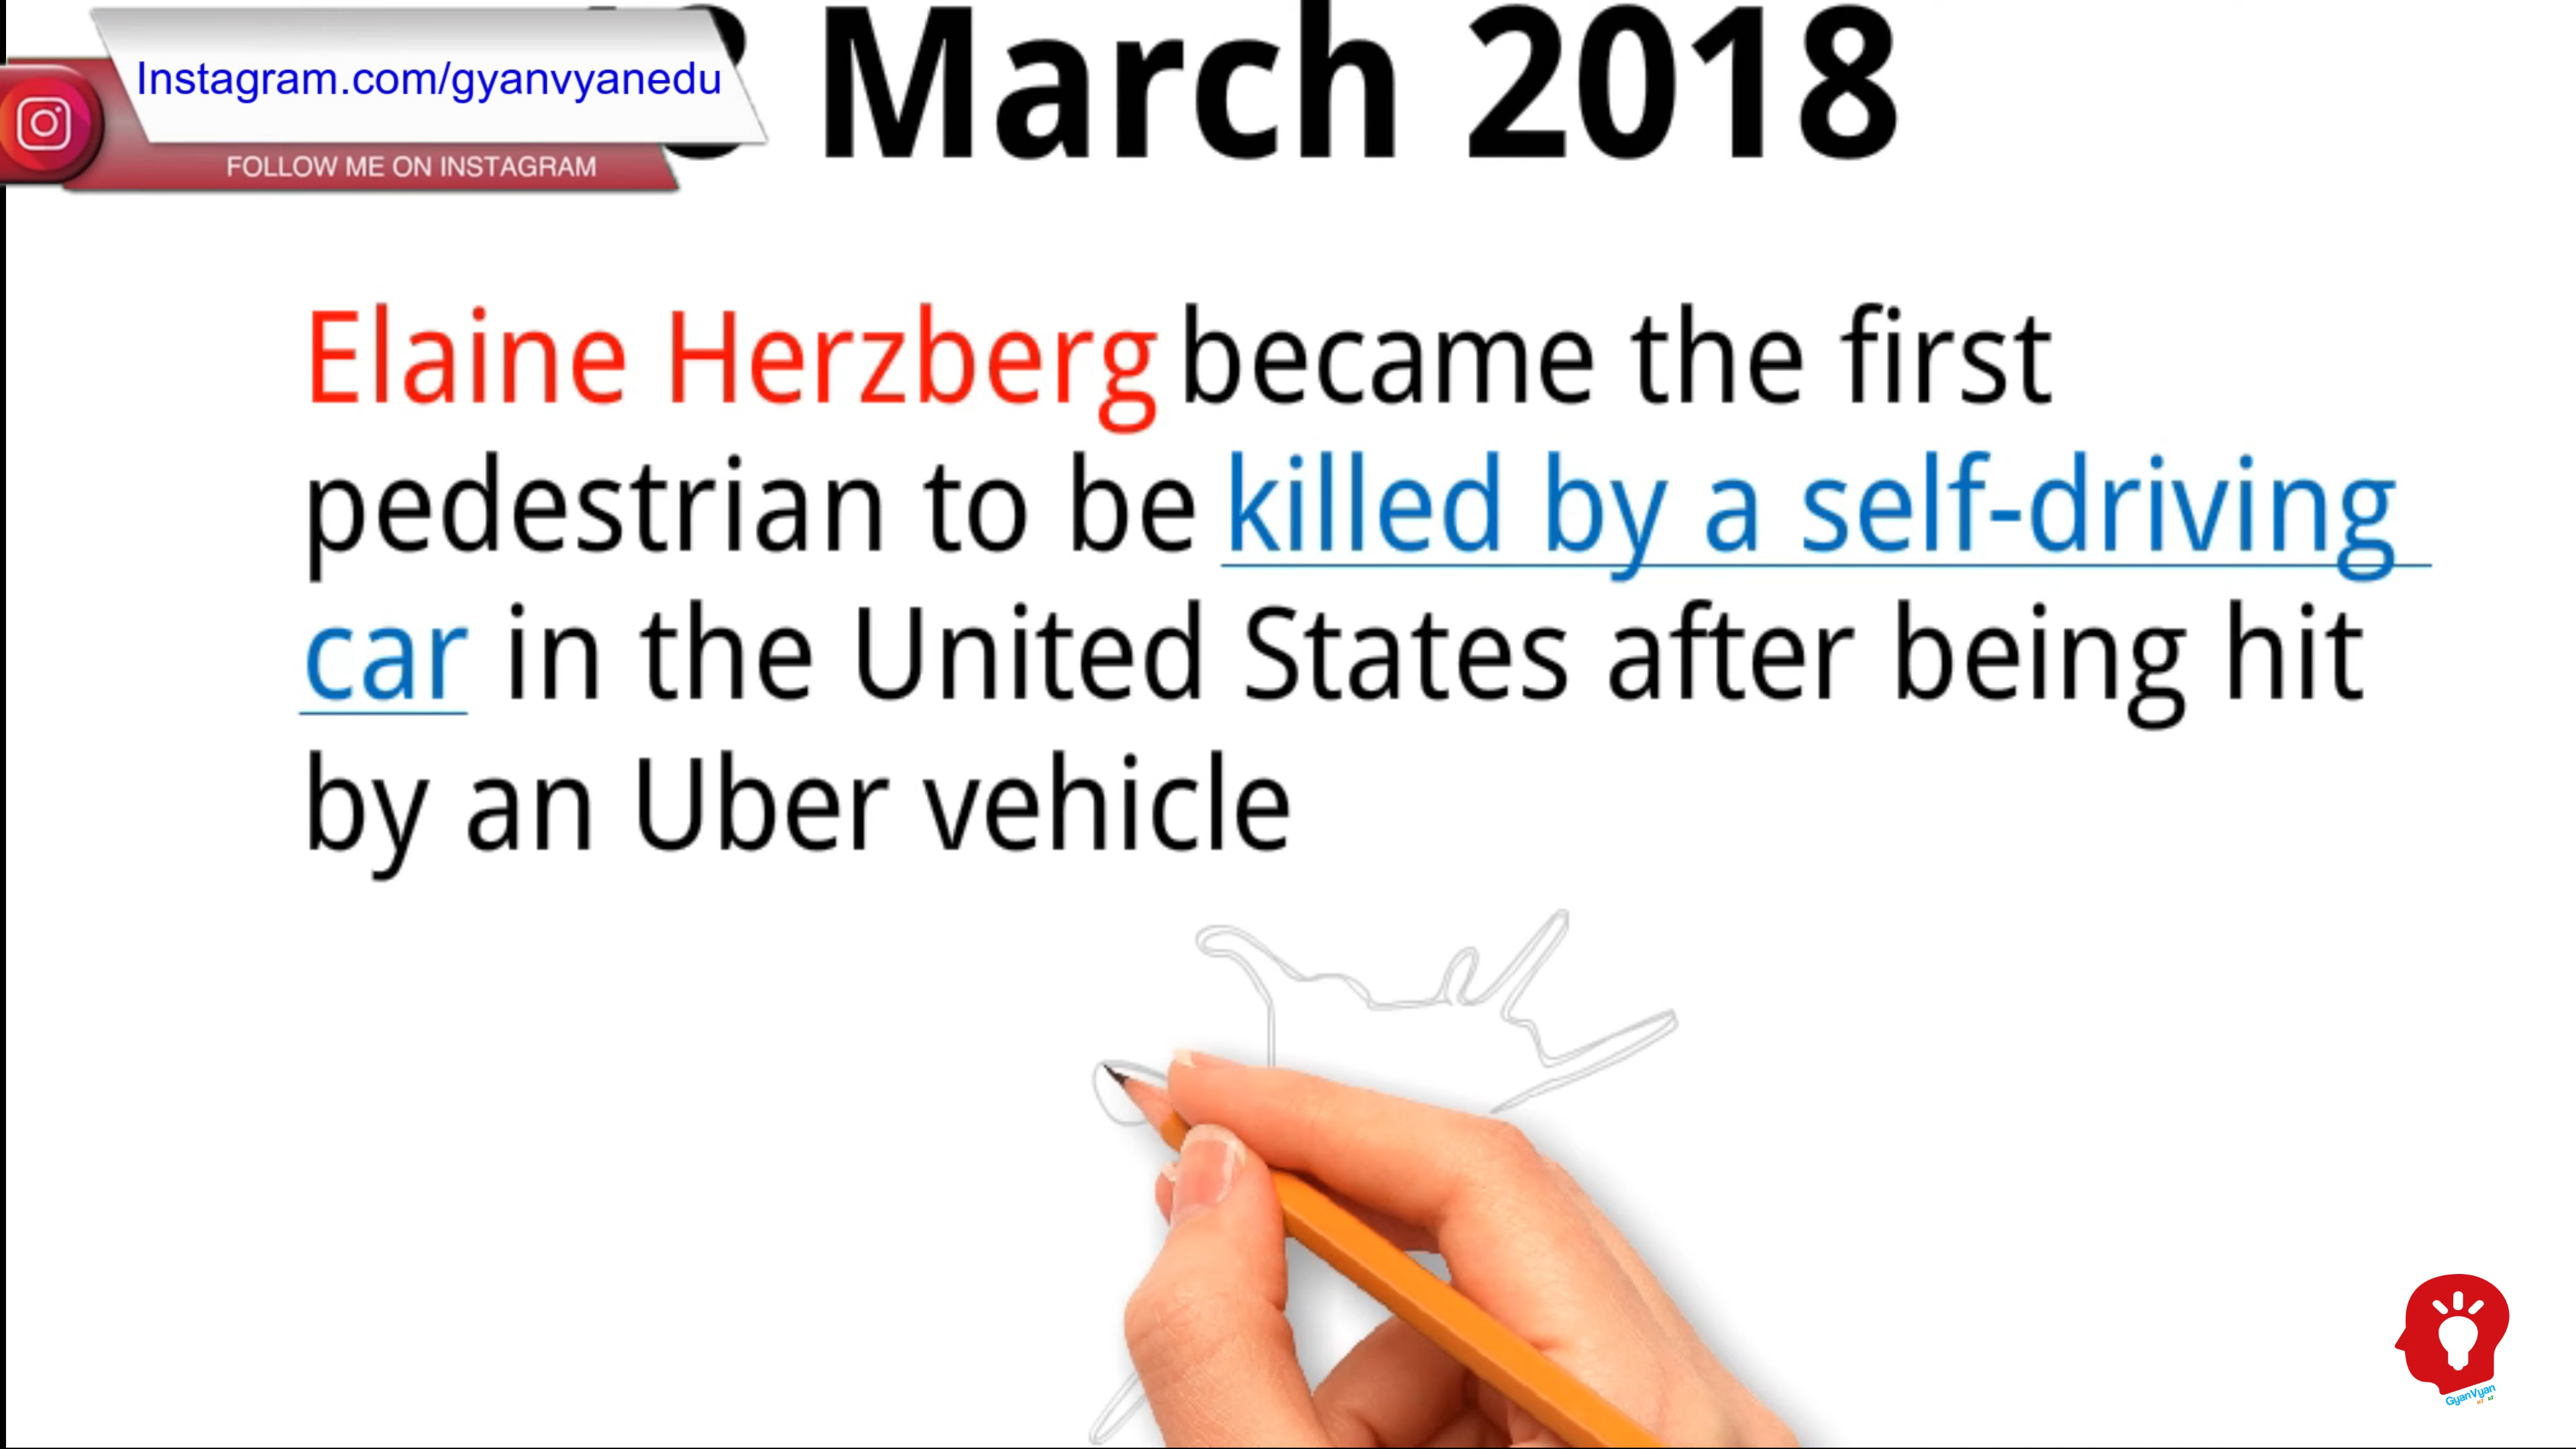 March 2018
Instagram.com/gyanvyanedu
FOLLOW ME ON INSTAGRAM
Elaine Herzberg became the first
pedestrian to be killed by a self-driving
car in the United States after being hit
by an Uber vehicle
GyanVyan